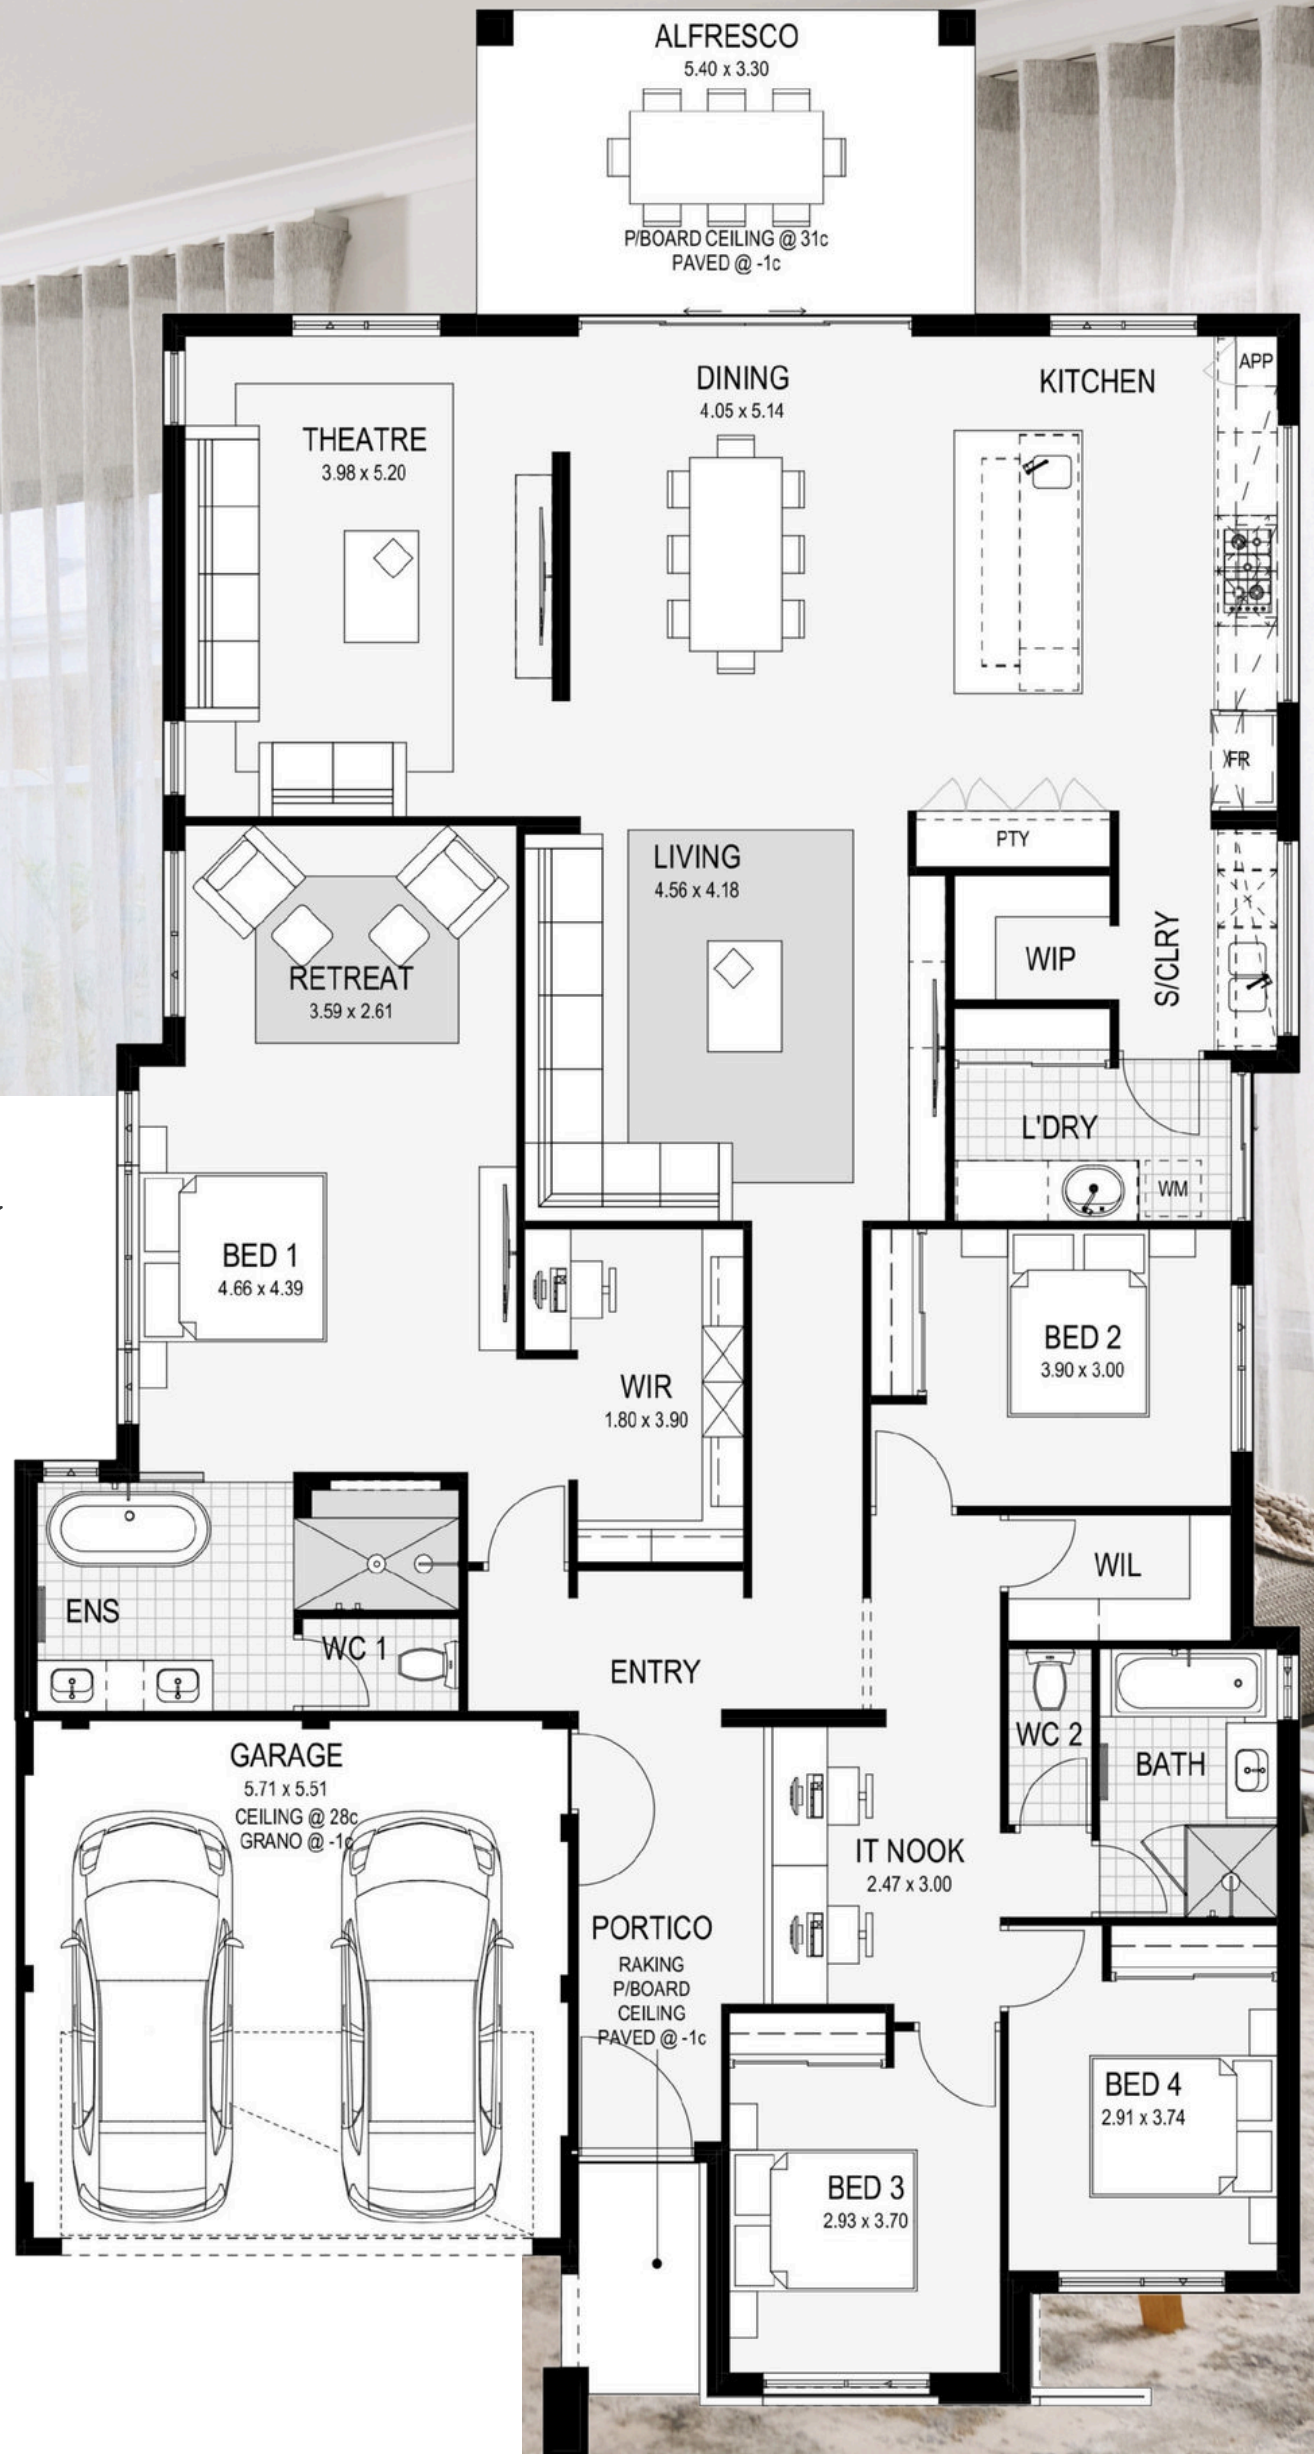 ALFRESCO
5.40 x 3.30
P/BOARD CEILING @ 31c
PAVED @ -1c
DINING
4.05 x 5.14
KITCHEN
APP
THEATRE
3.98 x 5.20
FR
PTY
LIVING
4.56 x 4.18
WIP
S/CLRY
RETREAT
3.59 x 2.61
L'DRY
WM
BED 1
4.66 x 4.39
BED 2
3.90 x 3.00
WIR
1.80 x 3.90
WIL
ENS
WC 1
ENTRY
WC 2
BATH
GARAGE
5.71 x 5.51
CEILING @ 28c
GRANO @ -1c
IT NOOK
2.47 x 3.00
PORTICO
RAKING
P/BOARD
CEILING
PAVED @ -1c
BED 4
2.91 x 3.74
BED 3
2.93 x 3.70